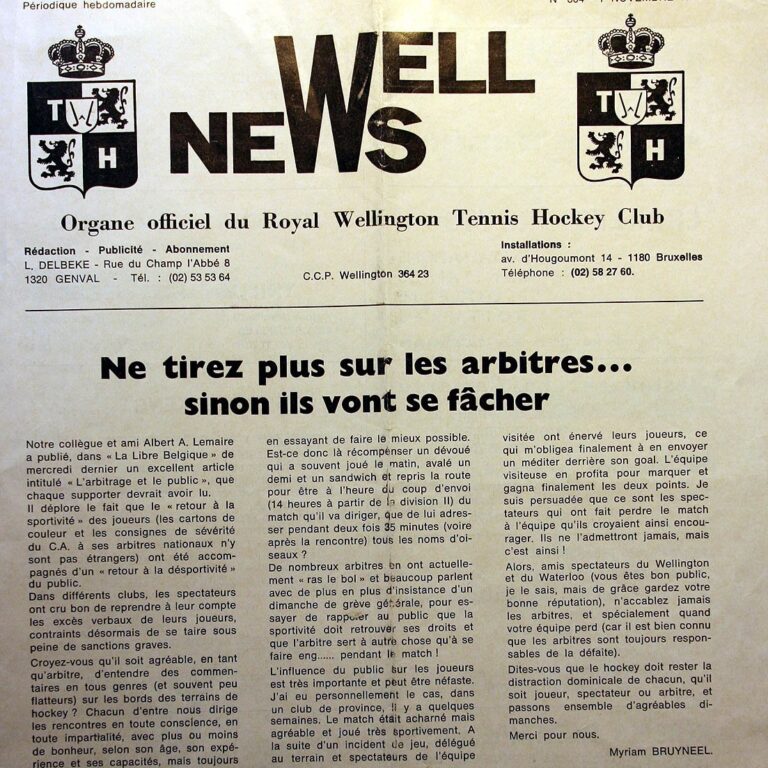 Périodique hebdomadaire
WELL
NEWS
T W
H
T W
H
Organe officiel du Royal Wellington Tennis Hockey Club
Rédaction - Publicité - Abonnement
L. DELBEKE - Rue du Champ l'Abbé 8
1320 GENVAL - Tél. : (02) 53 53 64
C.C.P. Wellington 364 23
Installations :
av. d'Hougoumont 14 - 1180 Bruxelles
Téléphone : (02) 58 27 60.
Ne tirez plus sur les arbitres...
sinon ils vont se fâcher
Notre collègue et ami Albert A. Lemaire
a publié, dans « La Libre Belgique » de
mercredi dernier un excellent article
intitulé « L'arbitrage et le public », que
chaque supporter devrait avoir lu.
Il déplore le fait que le « retour à la
sportivité » des joueurs (les cartons de
couleur et les consignes de sévérité
du C.A. à ses arbitres nationaux n'y
sont pas étrangers) ont été accom-
pagnés d'un « retour à la désportivité »
du public.
Dans différents clubs, les spectateurs
ont cru bon de reprendre à leur compte
les excès verbaux de leurs joueurs,
contraints désormais de se taire sous
peine de sanctions graves.
Croyez-vous qu'il soit agréable, en tant
qu'arbitre, d'entendre des commen-
taires en tous genres (et souvent peu
flatteurs) sur les bords des terrains de
hockey ? Chacun d'entre nous dirige
les rencontres en toute conscience, en
toute impartialité, avec plus ou moins
de bonheur, selon son âge, son expé-
rience et ses capacités, mais toujours
en essayant de faire le mieux possible.
Est-ce donc là récompenser un dévoué
qui a souvent joué le matin, avalé un
demi et un sandwich et repris la route
pour être à l'heure du coup d'envoi
(14 heures à partir de la division II) du
match qu'il va diriger, que de lui adres-
ser pendant deux fois 35 minutes (voire
après la rencontre) tous les noms d'oi-
seaux ?
De nombreux arbitres en ont actuelle-
ment « ras le bol » et beaucoup parlent
avec de plus en plus d'insistance d'un
dimanche de grève générale, pour es-
sayer de rappeler au public que la
sportivité doit retrouver ses droits et
que l'arbitre sert à autre chose qu'à se
faire eng...... pendant le match !
L'influence du public sur les joueurs
est très importante et peut être néfaste.
J'ai eu personnellement le cas, dans
un club de province, il y a quelques
semaines. Le match était acharné mais
agréable et joué très sportivement. A
la suite d'un incident de jeu, délégué
au terrain et spectateurs de l'équipe
visitée ont énervé leurs joueurs, ce
qui m'obligea finalement à en envoyer
un méditer derrière son goal. L'équipe
visiteuse en profita pour marquer et
gagna finalement les deux points. Je
suis persuadée que ce sont les spec-
tateurs qui ont fait perdre le match
à l'équipe qu'ils croyaient ainsi encou-
rager. Ils ne l'admettront jamais, mais
c'est ainsi !
Alors, amis spectateurs du Wellington
et du Waterloo (vous êtes bon public,
je le sais, mais de grâce gardez votre
bonne réputation), n'accablez jamais
les arbitres, et spécialement quand
votre équipe perd (car il est bien connu
que les arbitres sont toujours respon-
sables de la défaite).
Dites-vous que le hockey doit rester la
distraction dominicale de chacun, qu'il
soit joueur, spectateur ou arbitre, et
passons ensemble d'agréables di-
manches.
Merci pour nous.
Myriam BRUYNEEL.